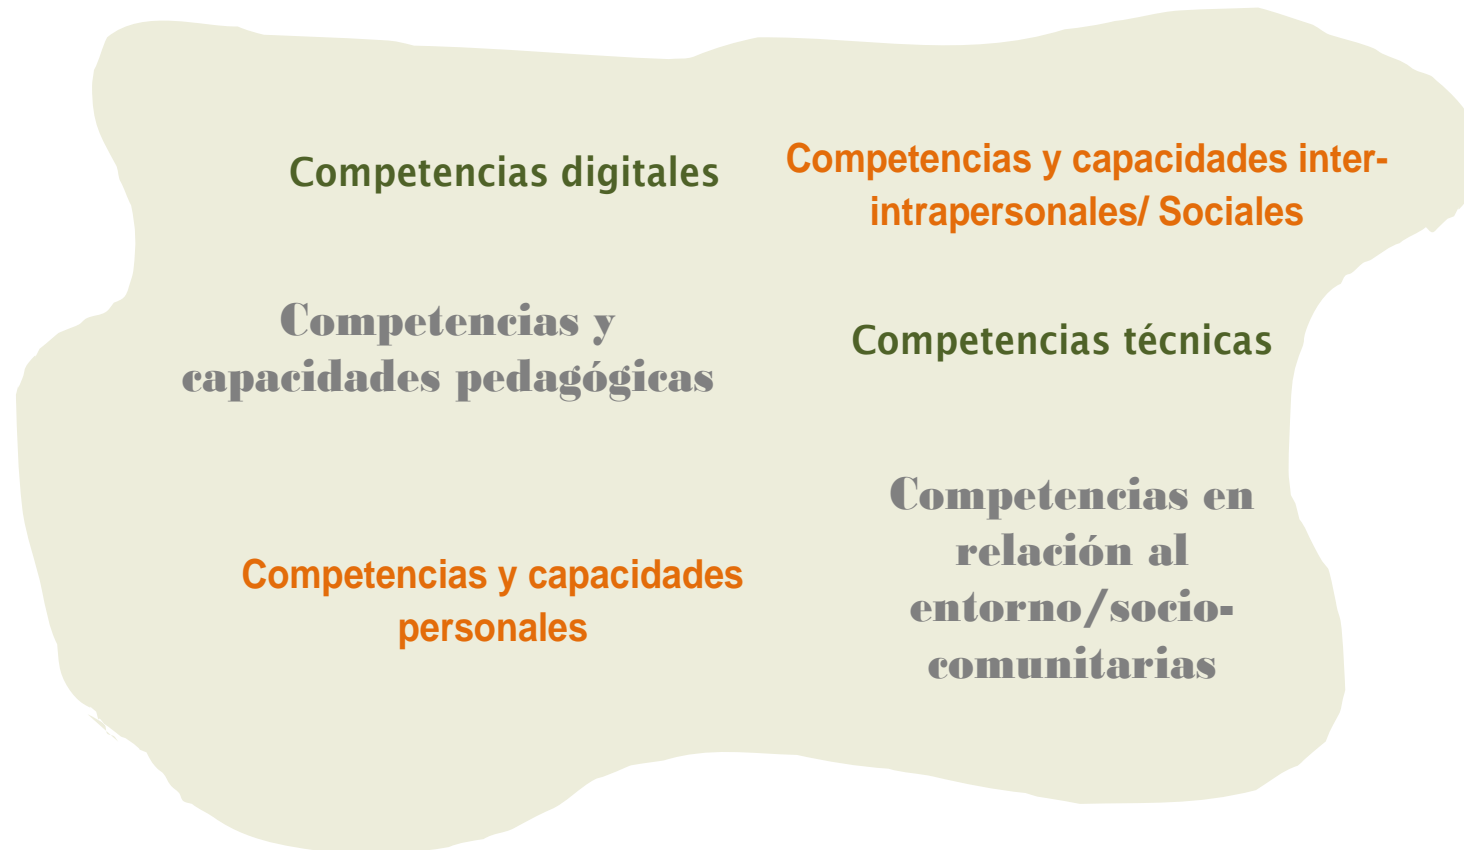 Competencias digitales
Competencias y capacidades inter-
intrapersonales/ Sociales
Competencias y
capacidades pedagógicas
Competencias técnicas
Competencias y capacidades
personales
Competencias en
relación al
entorno/socio-
comunitarias